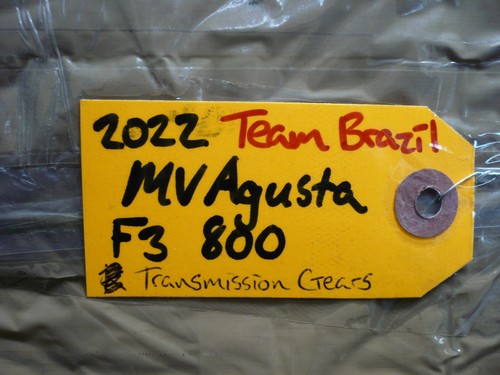 2022 Team Brazil
MV Agusta
F3 800
Transmission Gears